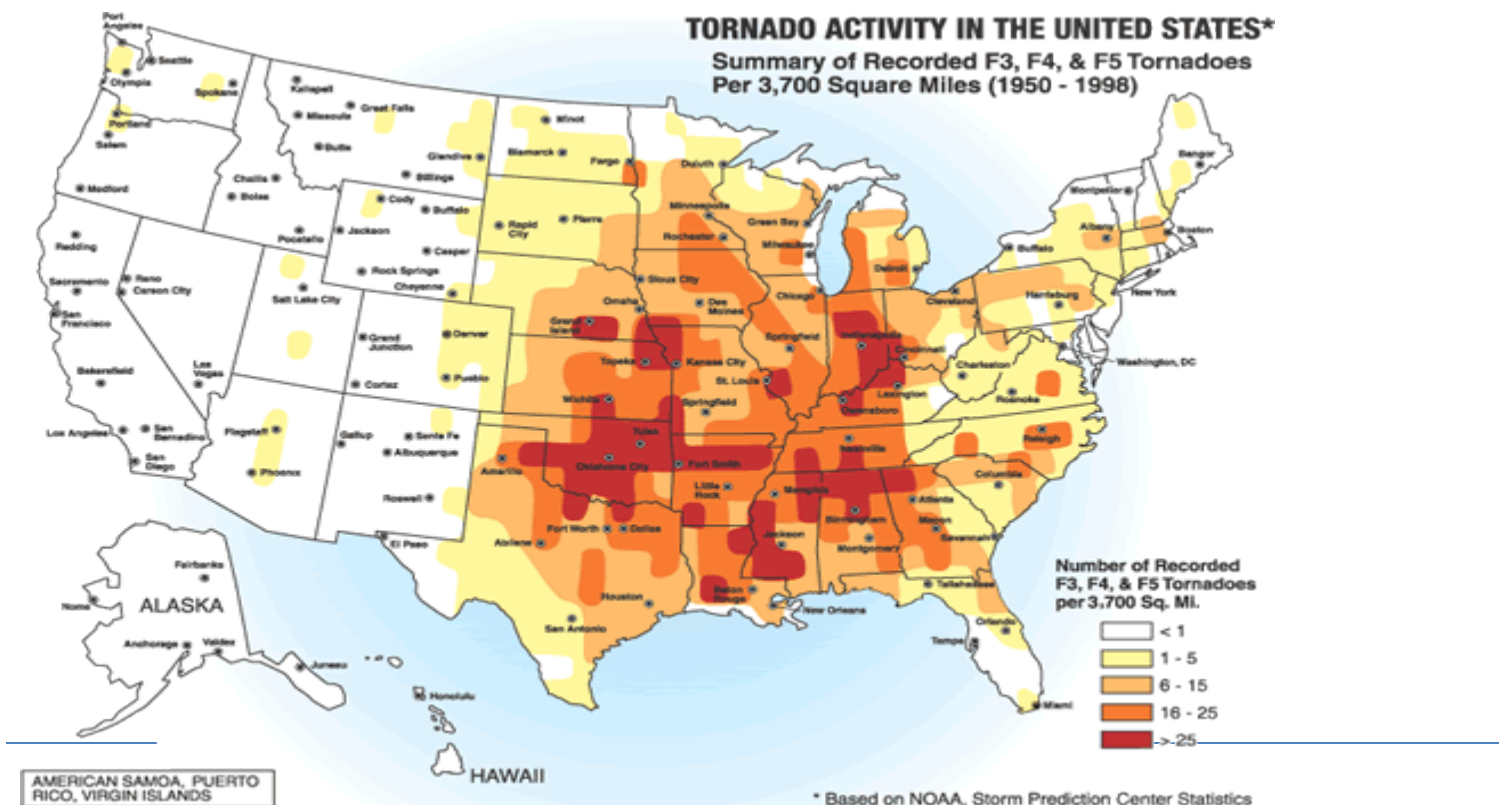 TORNADO ACTIVITY IN THE UNITED STATES*
Summary of Recorded F3, F4, & F5 Tornadoes
Per 3,700 Square Miles (1950 - 1998)
Port
Angeles
Seattle
Olympia
Spokane
Portland
Salem
Medford
Kalispell
Great Falls
Missoula
Butte
Glendive
Billings
Challis
Boise
Pocatello
Cody
Buffalo
Jackson
Casper
Rock Springs
Cheyenne
Minot
Bismarck
Fargo
Rapid
City
Pierre
Duluth
Minneapolis
Rochester
Green Bay
Milwaukee
Detroit
Chicago
Cleveland
Buffalo
Albany
Montpelier
Bangor
Boston
New York
Harrisburg
Washington, DC
Redding
Sacramento
San
Francisco
Reno
Carson City
Bakersfield
Las
Vegas
Los Angeles
San
Bernadino
San
Diego
Salt Lake City
Grand
Junction
Cortez
Denver
Pueblo
Flagstaff
Phoenix
Gallup
Santa Fe
Albuquerque
Roswell
El Paso
Sioux City
Omaha
Des
Moines
Grand
Island
Topeka
Kansas City
Wichita
St. Louis
Springfield
Springfield
Indianapolis
Cincinnati
Lexington
Owensboro
Charleston
Roanoke
Raleigh
Columbia
Tulsa
Oklahoma City
Fort Smith
Little
Rock
Amarillo
Fort Worth
Dallas
Abilene
Houston
San Antonio
Nashville
Memphis
Birmingham
Montgomery
Atlanta
Macon
Savannah
Jackson
Baton
Rouge
New Orleans
Tallahassee
Orlando
Tampa
Miami
Fairbanks
Nome
ALASKA
Anchorage
Valdez
Juneau
Honolulu
HAWAII
Number of Recorded
F3, F4, & F5 Tornadoes
per 3,700 Sq. Mi.
< 1
1 - 5
6 - 15
16 - 25
> 25
AMERICAN SAMOA, PUERTO
RICO, VIRGIN ISLANDS
* Based on NOAA, Storm Prediction Center Statistics